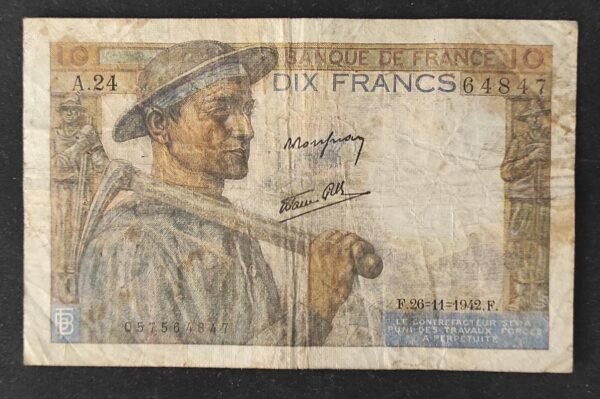 10 BANQUE DE FRANCE 10
A.24 DIX FRANCS 64847
F.26=11=1942.F.
057564847
LE CONTREFACTEUR SERA
PUNI DES TRAVAUX FORCÉS
A PERPÉTUITÉ